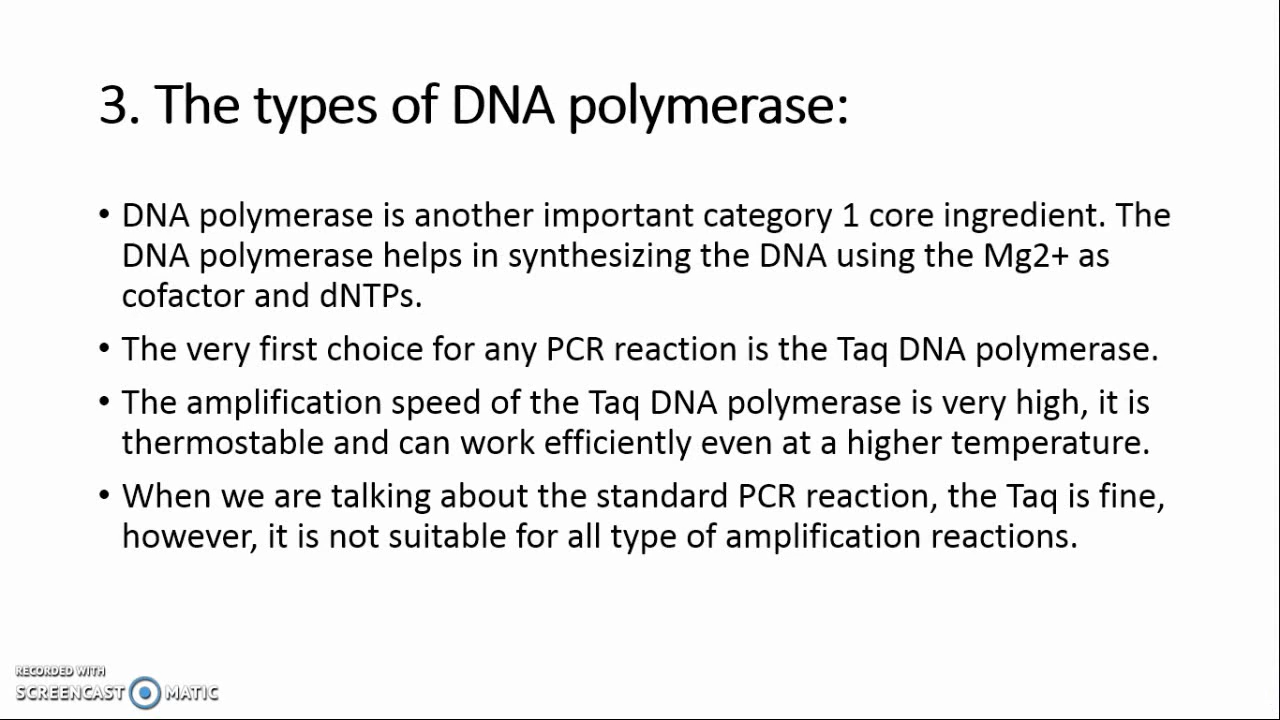 3. The types of DNA polymerase:
• DNA polymerase is another important category 1 core ingredient. The
DNA polymerase helps in synthesizing the DNA using the Mg2+ as
cofactor and dNTPs.
• The very first choice for any PCR reaction is the Taq DNA polymerase.
• The amplification speed of the Taq DNA polymerase is very high, it is
thermostable and can work efficiently even at a higher temperature.
• When we are talking about the standard PCR reaction, the Taq is fine,
however, it is not suitable for all type of amplification reactions.
RECORDED WITH
SCREENCAST MATIC